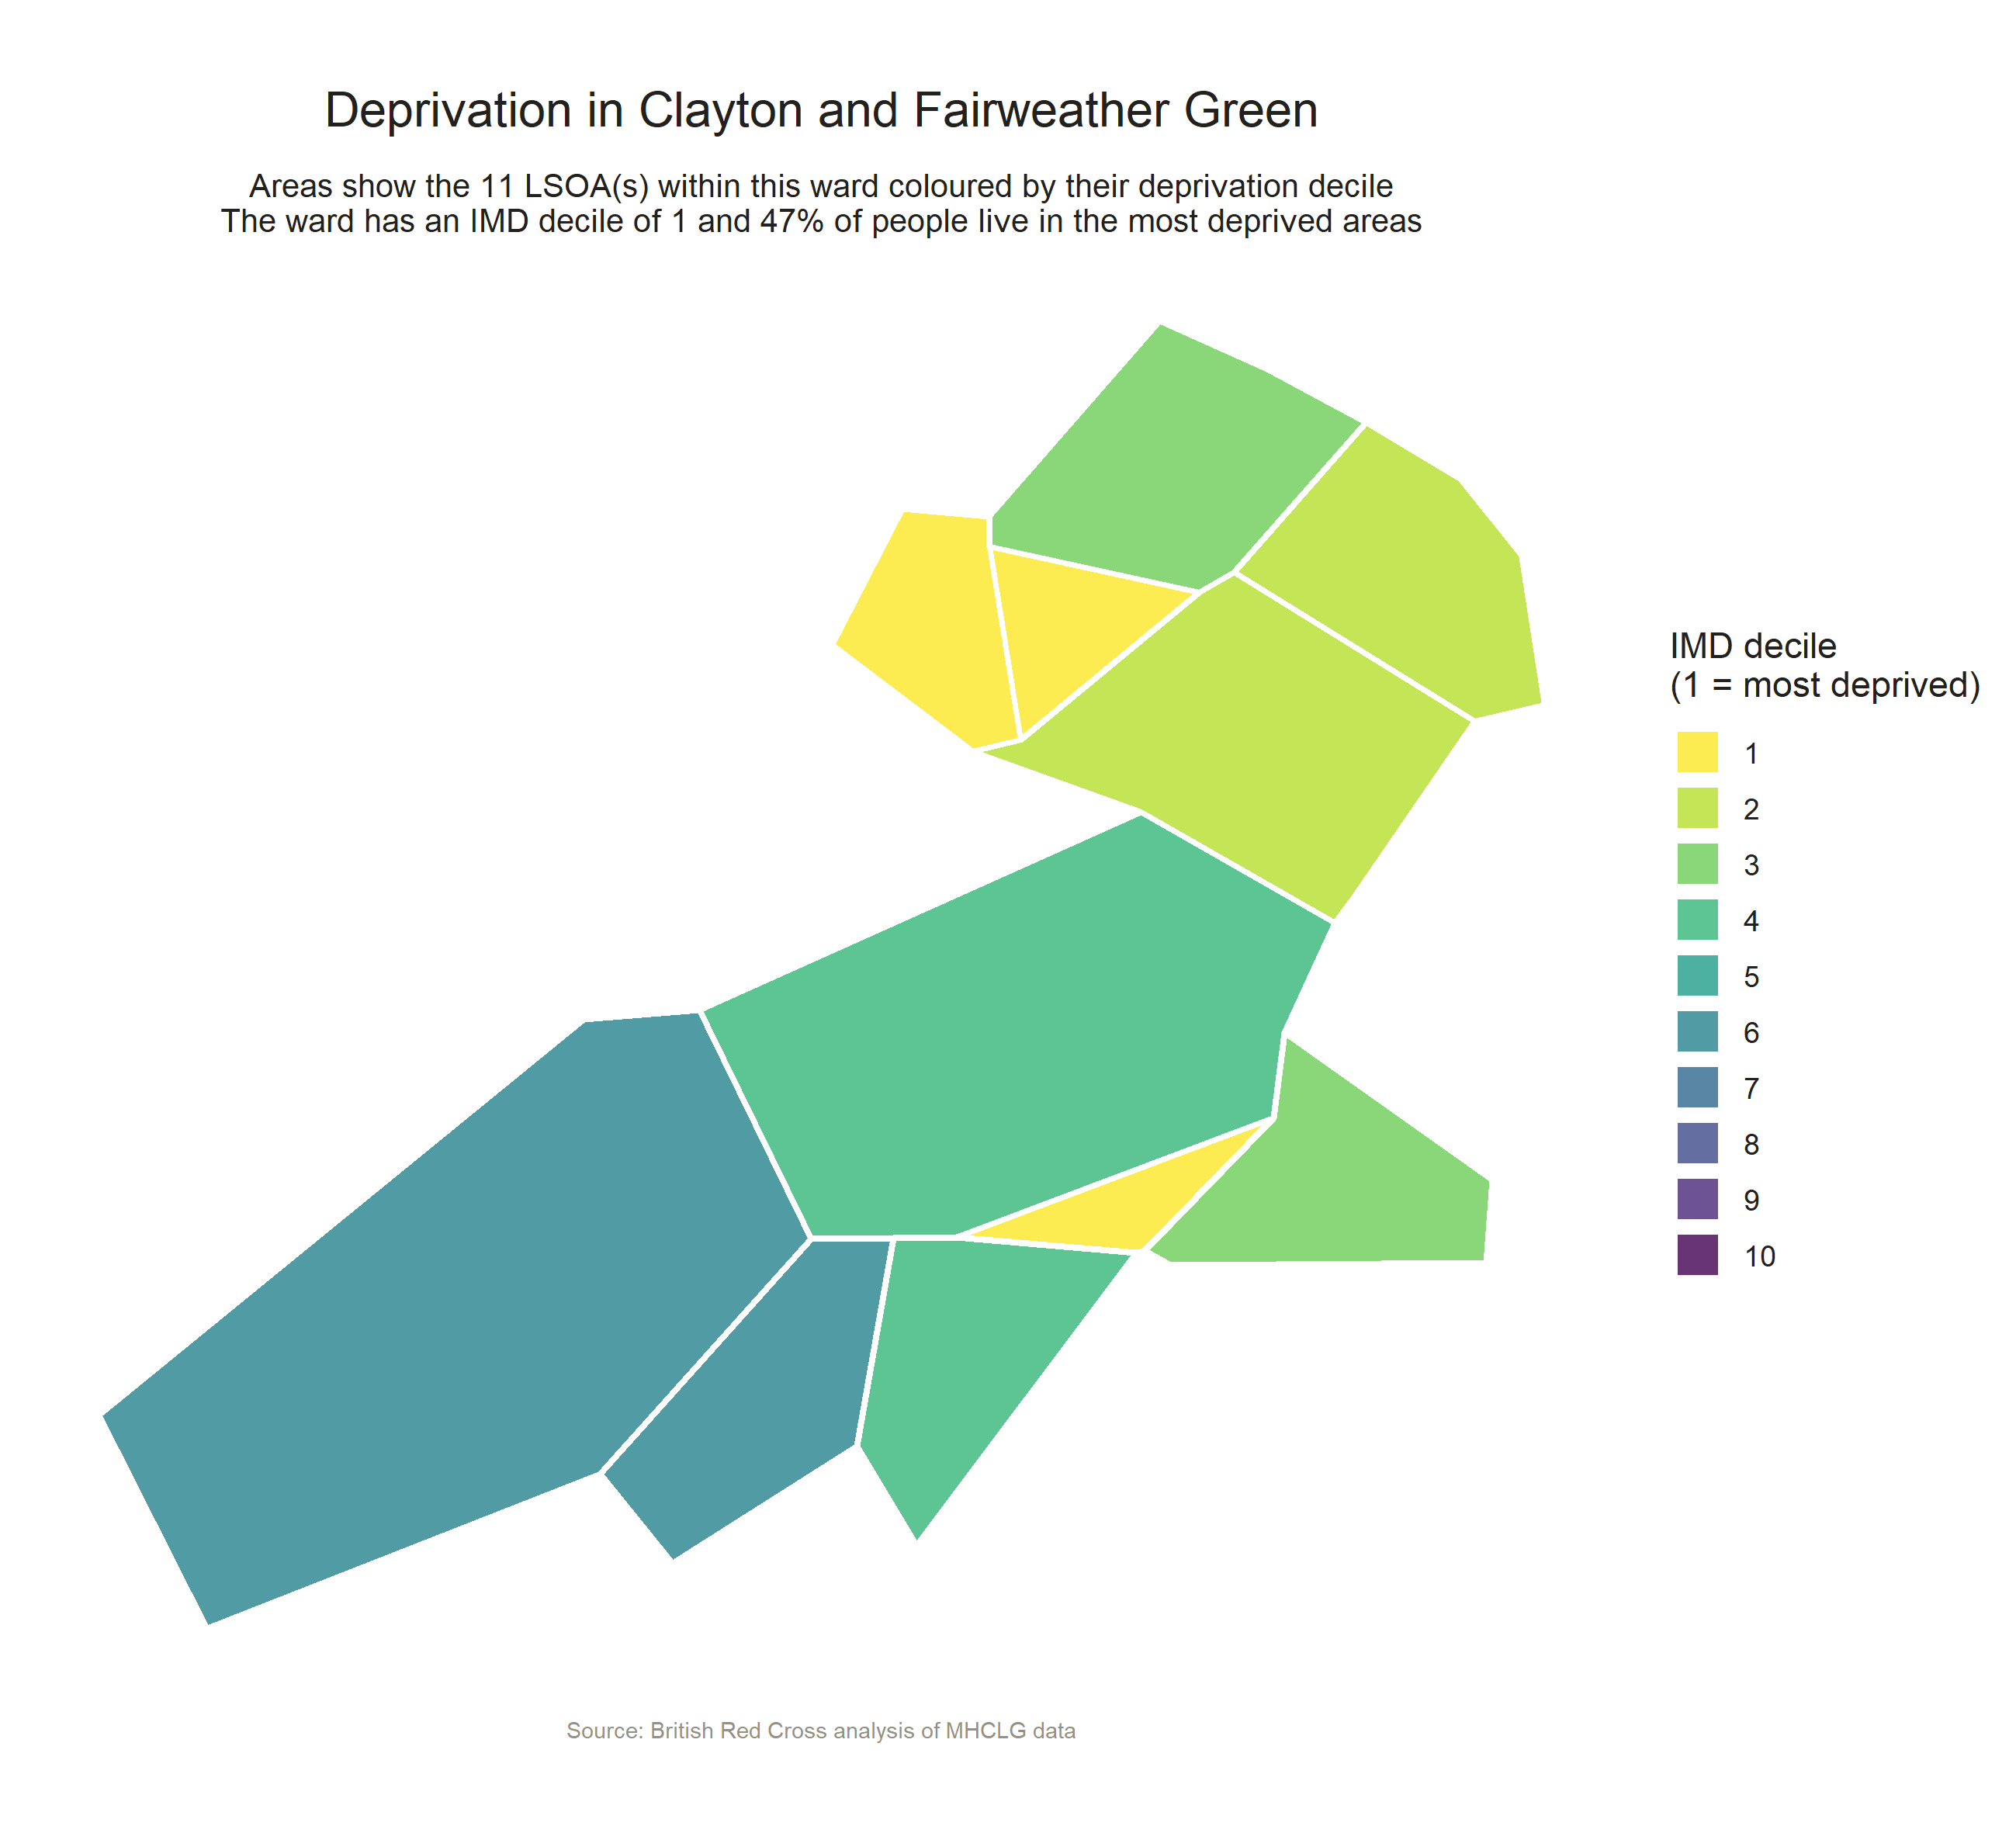 Deprivation in Clayton and Fairweather Green
Areas show the 11 LSOA(s) within this ward coloured by their deprivation decile
The ward has an IMD decile of 1 and 47% of people live in the most deprived areas
IMD decile
(1 = most deprived)
1
2
3
4
5
6
7
8
9
10
Source: British Red Cross analysis of MHCLG data